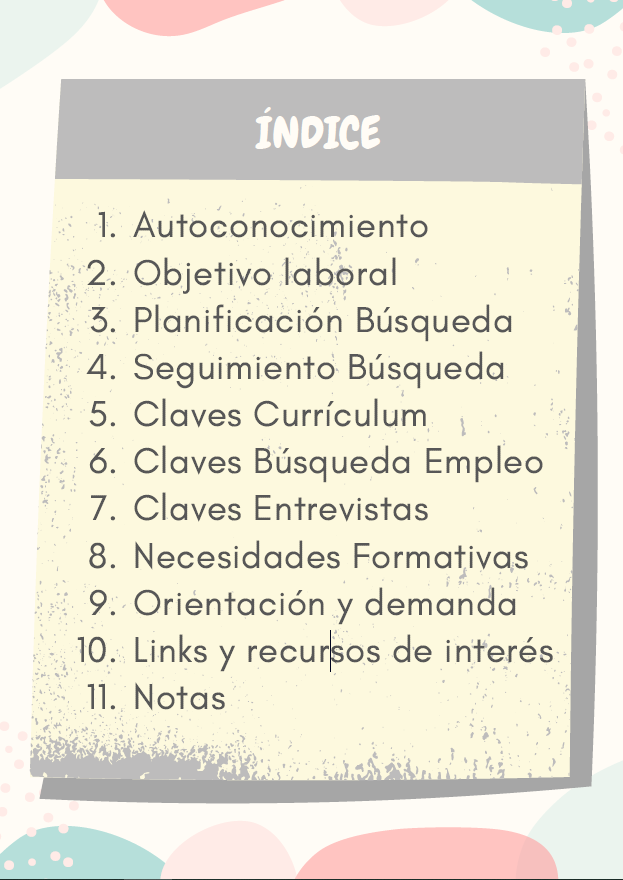 ÍNDICE
1. Autoconocimiento
2. Objetivo laboral
3. Planificación Búsqueda
4. Seguimiento Búsqueda
5. Claves Currículum
6. Claves Búsqueda Empleo
7. Claves Entrevistas
8. Necesidades Formativas
9. Orientación y demanda
10. Links y recursos de interés
11. Notas